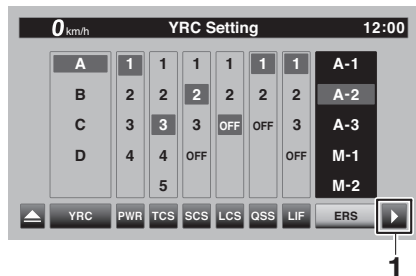 0 km/h YRC Setting 12:00
A 1 1 1 1 1 1 A-1
B 2 2 2 2 2 2 A-2
C 3 3 3 OFF OFF 3 A-3
D 4 4 OFF OFF M-1
5 M-2
YRC PWR TCS SCS LCS QSS LIF ERS
1